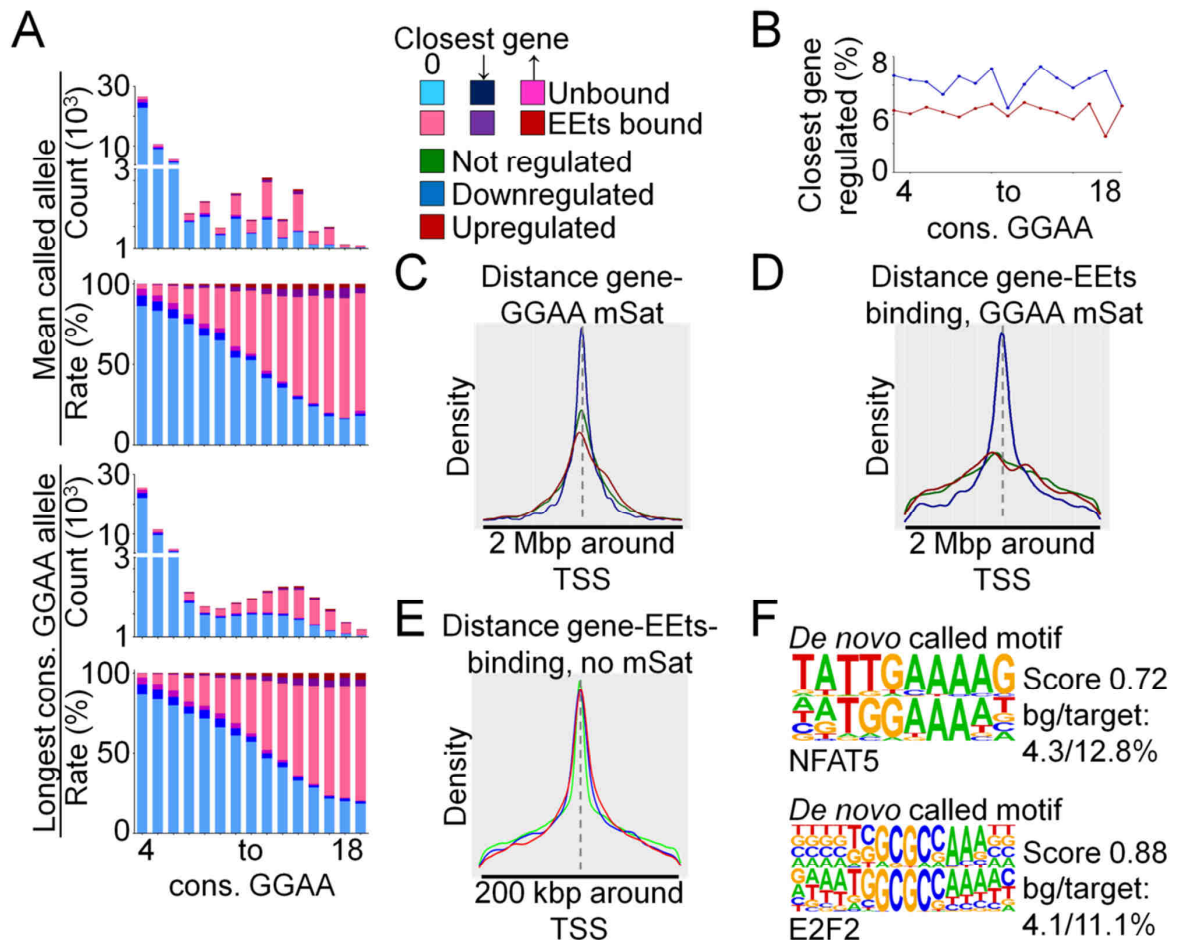 A
Mean called allele
Count (10³)
30
10
3
1
Rate (%)
100
50
0
Longest cons. GGAA allele
Count (10³)
30
10
3
1
Rate (%)
100
50
0
4 to 18
cons. GGAA
Closest gene
0 ↓ ↑
Unbound
EEts bound
Not regulated
Downregulated
Upregulated
B
Closest gene
regulated (%)
8
6
0
4 to 18
cons. GGAA
C
Distance gene-
GGAA mSat
Density
2 Mbp around
TSS
D
Distance gene-EEts
binding, GGAA mSat
Density
2 Mbp around
TSS
E
Distance gene-EEts-
binding, no mSat
Density
200 kbp around
TSS
F
De novo called motif
TATTGAAAAG
Score 0.72
bg/target:
4.3/12.8%
NFAT5
De novo called motif
Score 0.88
bg/target:
4.1/11.1%
E2F2